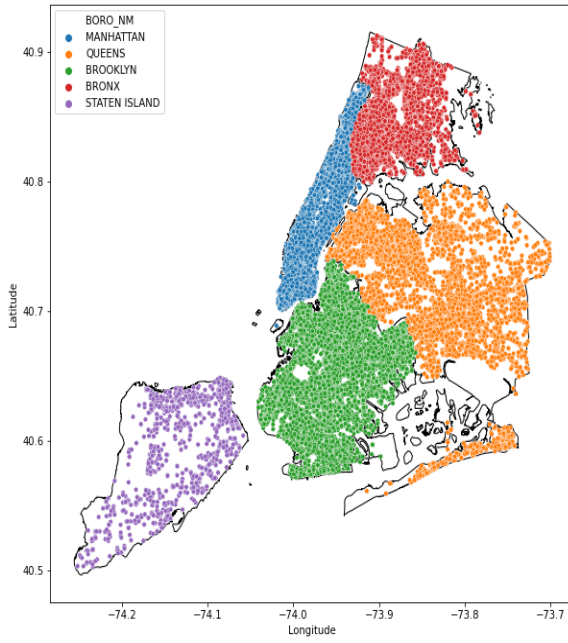 BORO_NM
MANHATTAN
QUEENS
BROOKLYN
BRONX
STATEN ISLAND
40.9
40.8
40.7
40.6
40.5
Latitude
−74.2 −74.1 −74.0 −73.9 −73.8 −73.7
Longitude